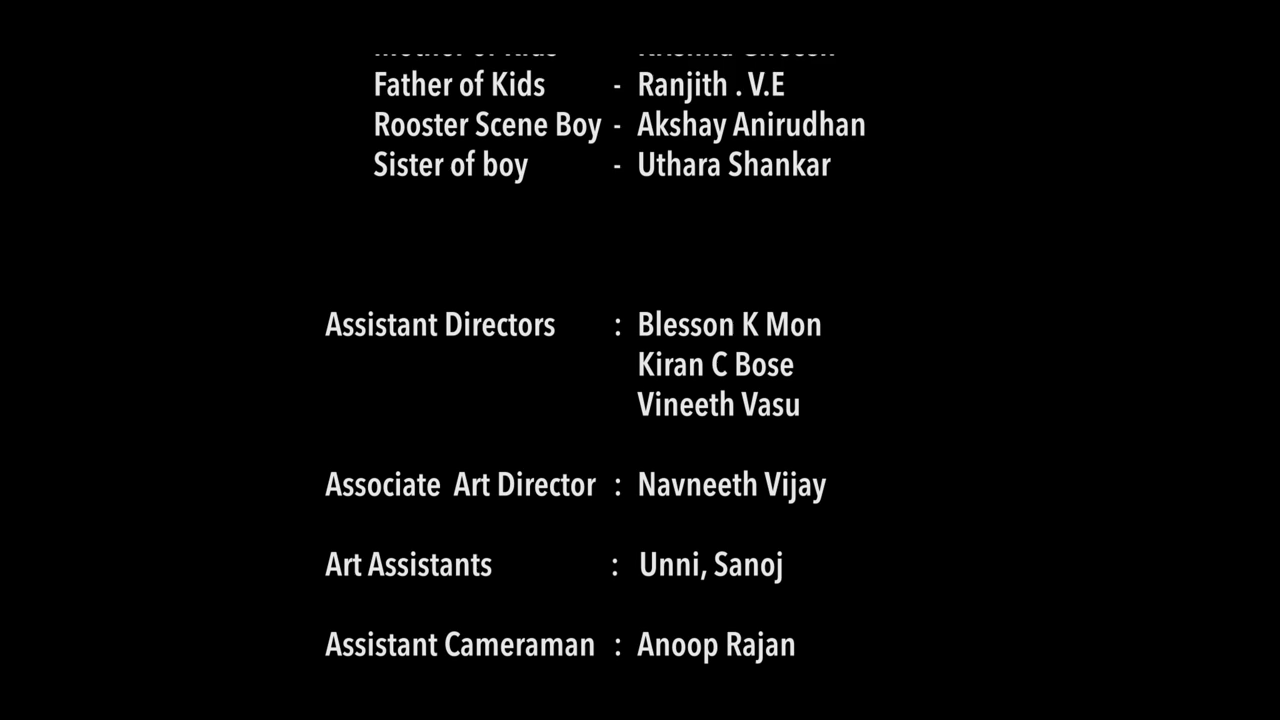 Father of Kids - Ranjith . V.E
Rooster Scene Boy - Akshay Anirudhan
Sister of boy - Uthara Shankar
Assistant Directors : Blesson K Mon
Kiran C Bose
Vineeth Vasu
Associate Art Director : Navneeth Vijay
Art Assistants : Unni, Sanoj
Assistant Cameraman : Anoop Rajan